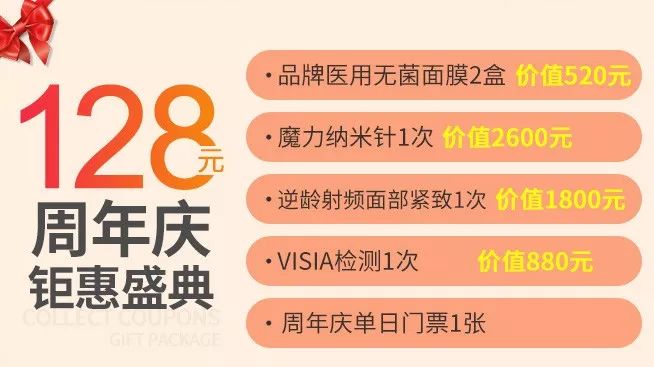 128元
周年庆
钜惠盛典
COLLECT COUPONS
GIFT PACKAGE
·品牌医用无菌面膜2盒 价值520元
·魔力纳米针1次 价值2600元
·逆龄射频面部紧致1次 价值1800元
·VISIA检测1次 价值880元
·周年庆单日门票1张